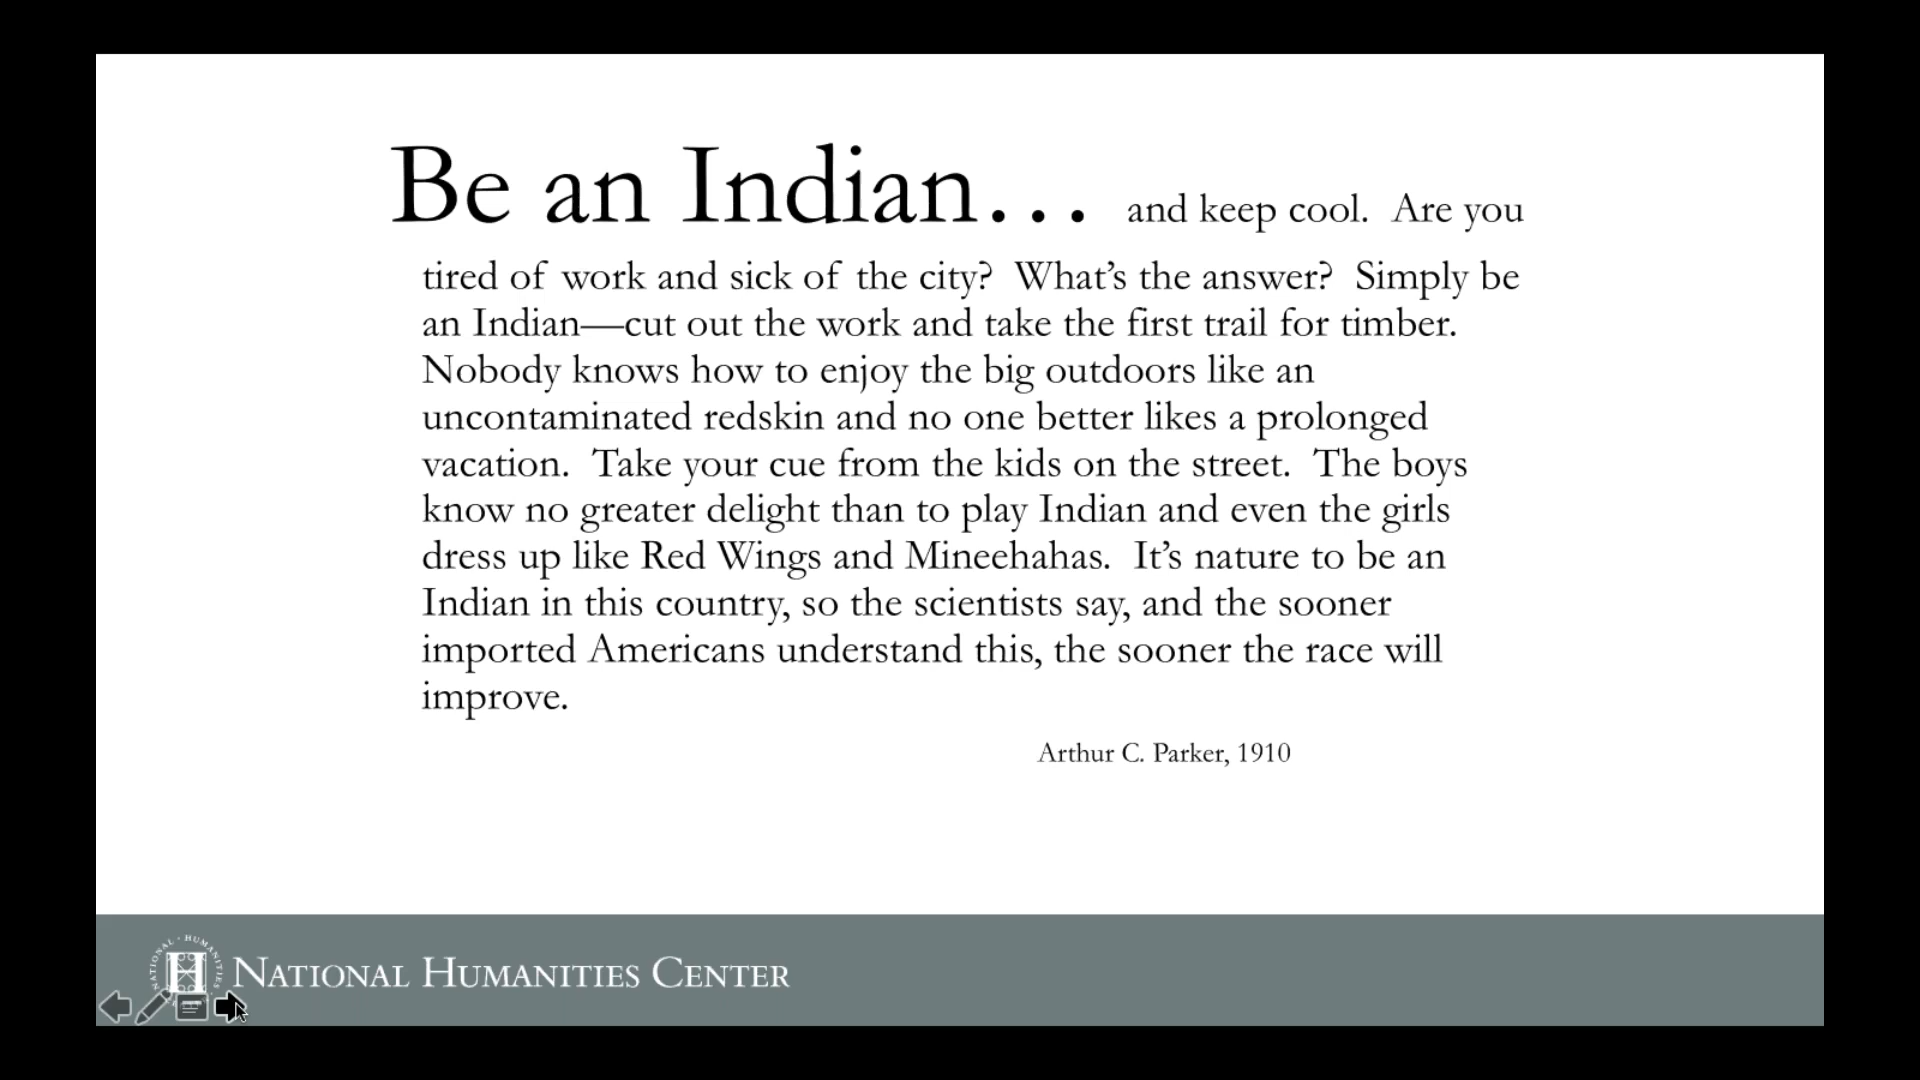 Be an Indian… and keep cool. Are you
tired of work and sick of the city? What's the answer? Simply be
an Indian—cut out the work and take the first trail for timber.
Nobody knows how to enjoy the big outdoors like an
uncontaminated redskin and no one better likes a prolonged
vacation. Take your cue from the kids on the street. The boys
know no greater delight than to play Indian and even the girls
dress up like Red Wings and Mineehahas. It's nature to be an
Indian in this country, so the scientists say, and the sooner
imported Americans understand this, the sooner the race will
improve.
Arthur C. Parker, 1910
NATIONAL · HUMANITIES
H
NATIONAL HUMANITIES CENTER